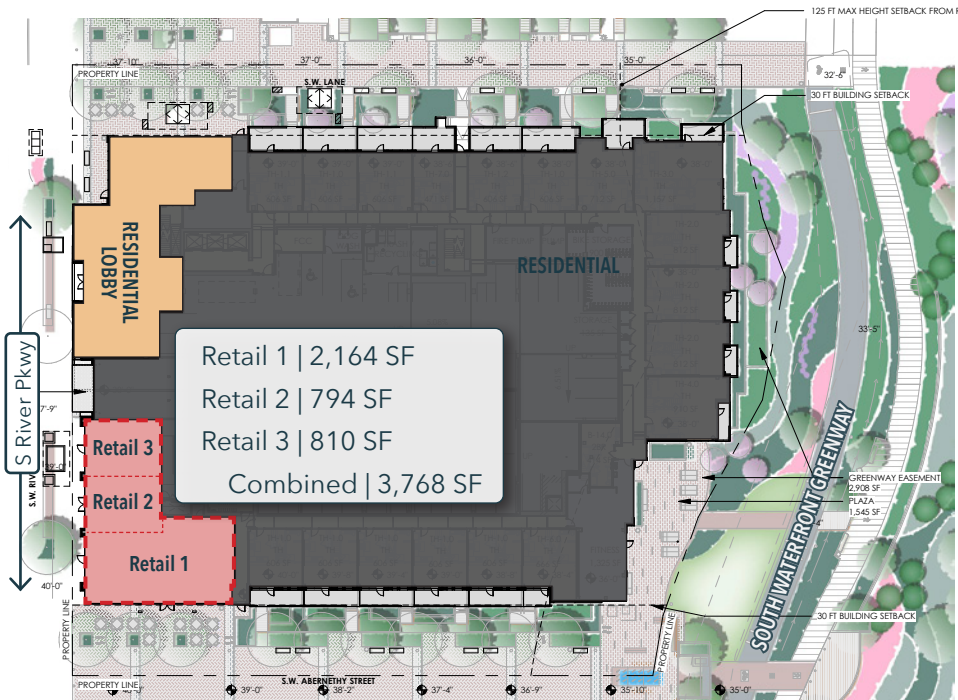 125 FT MAX HEIGHT SETBACK FROM
37'-10"
37'-0"
36'-0"
35'-0"
PROPERTY LINE
S.W. LANE
32'-6"
30 FT BUILDING SETBACK
RESIDENTIAL
LOBBY
RESIDENTIAL
S River Pkwy
Retail 1 | 2,164 SF
Retail 2 | 794 SF
Retail 3 | 810 SF
Combined | 3,768 SF
33'-5"
7'-9"
Retail 3
Retail 2
Retail 1
S.W. RIV
40'-0"
GREENWAY EASEMENT
2,908 SF
PLAZA
1,545 SF
SOUTH WATERFRONT GREENWAY
30 FT BUILDING SETBACK
PROPERTY LINE
PROPERTY LINE
S.W. ABERNETHY STREET
PROPERTY LINE
39'-0"
38'-2"
37'-4"
36'-9"
35'-10"
35'-0"